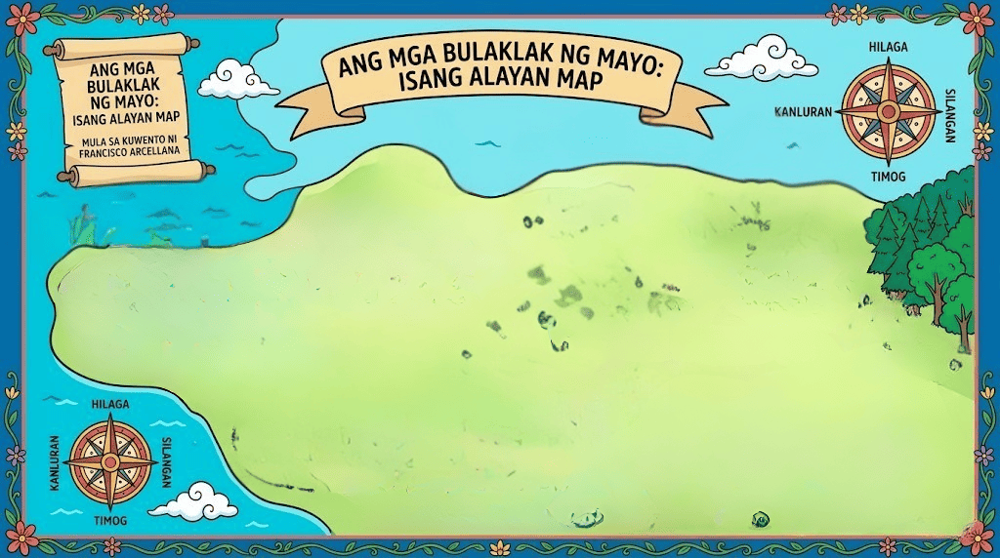 ANG MGA
BULAKLAK
NG MAYO:
ISANG ALAYAN MAP
MULA SA KUWENTO NI
FRANCISCO ARCELLANA
ANG MGA BULAKLAK NG MAYO:
ISANG ALAYAN MAP
HILAGA
KANLURAN
SILANGAN
TIMOG
HILAGA
KANLURAN
SILANGAN
TIMOG